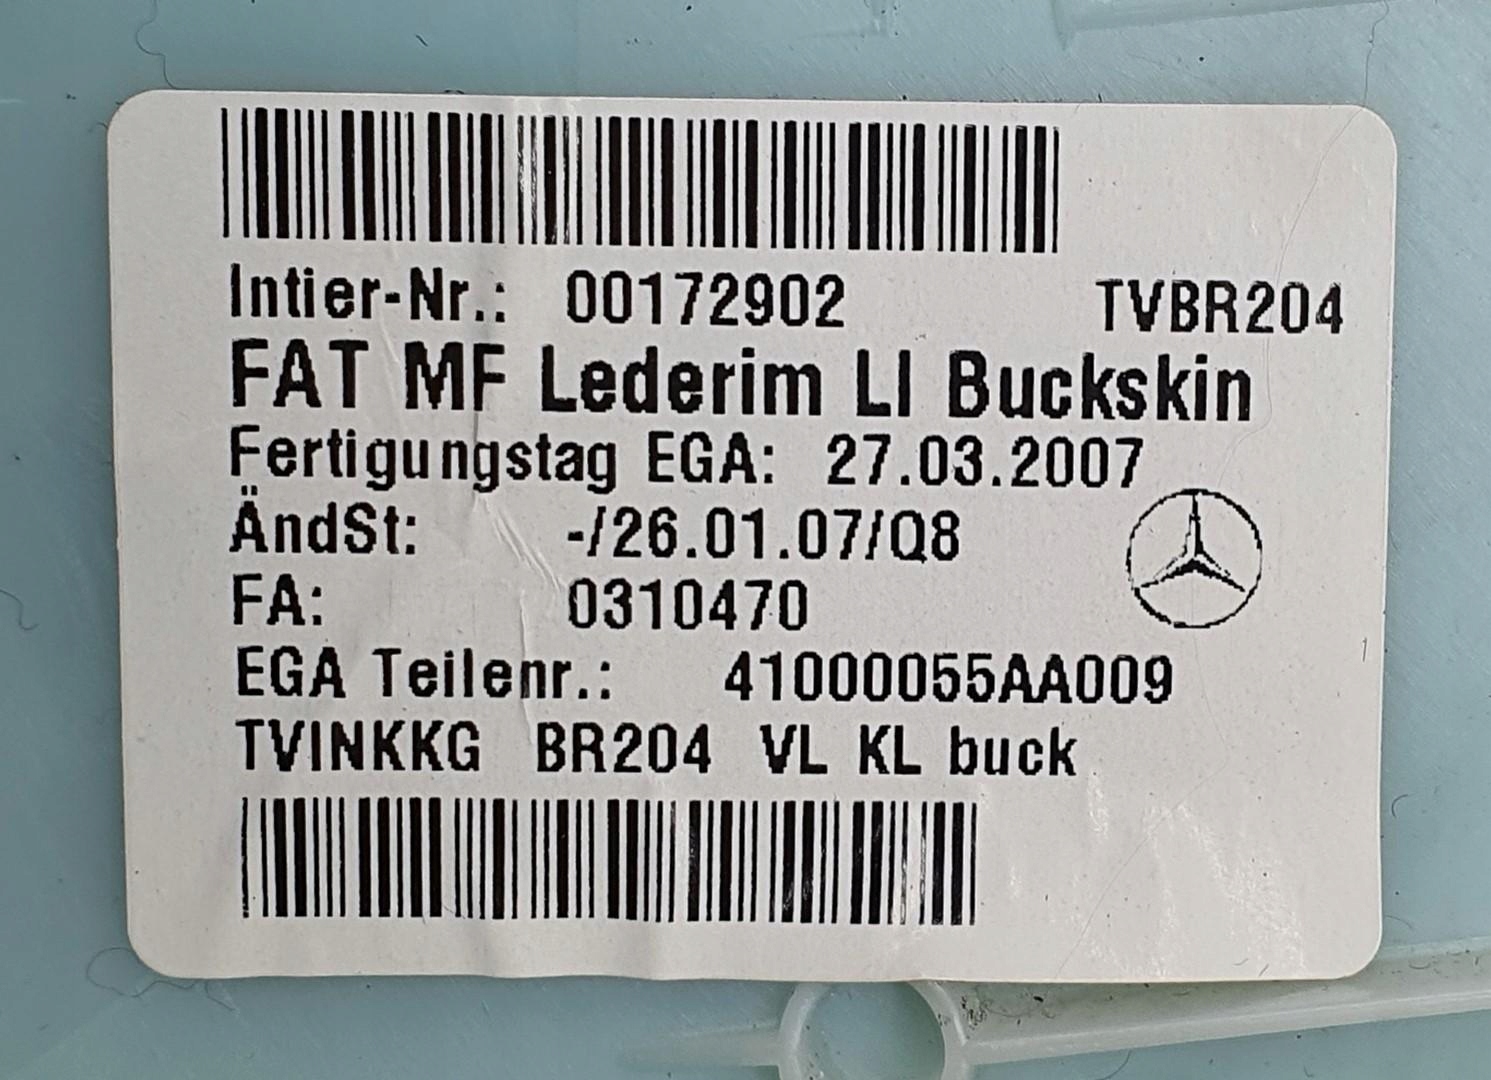 Intier-Nr.: 00172902 TVBR204
FAT MF Lederim LI Buckskin
Fertigungstag EGA: 27.03.2007
ÄndSt: -/26.01.07/Q8
FA: 0310470
EGA Teilenr.: 41000055AA009
TVINKKG BR204 VL KL buck